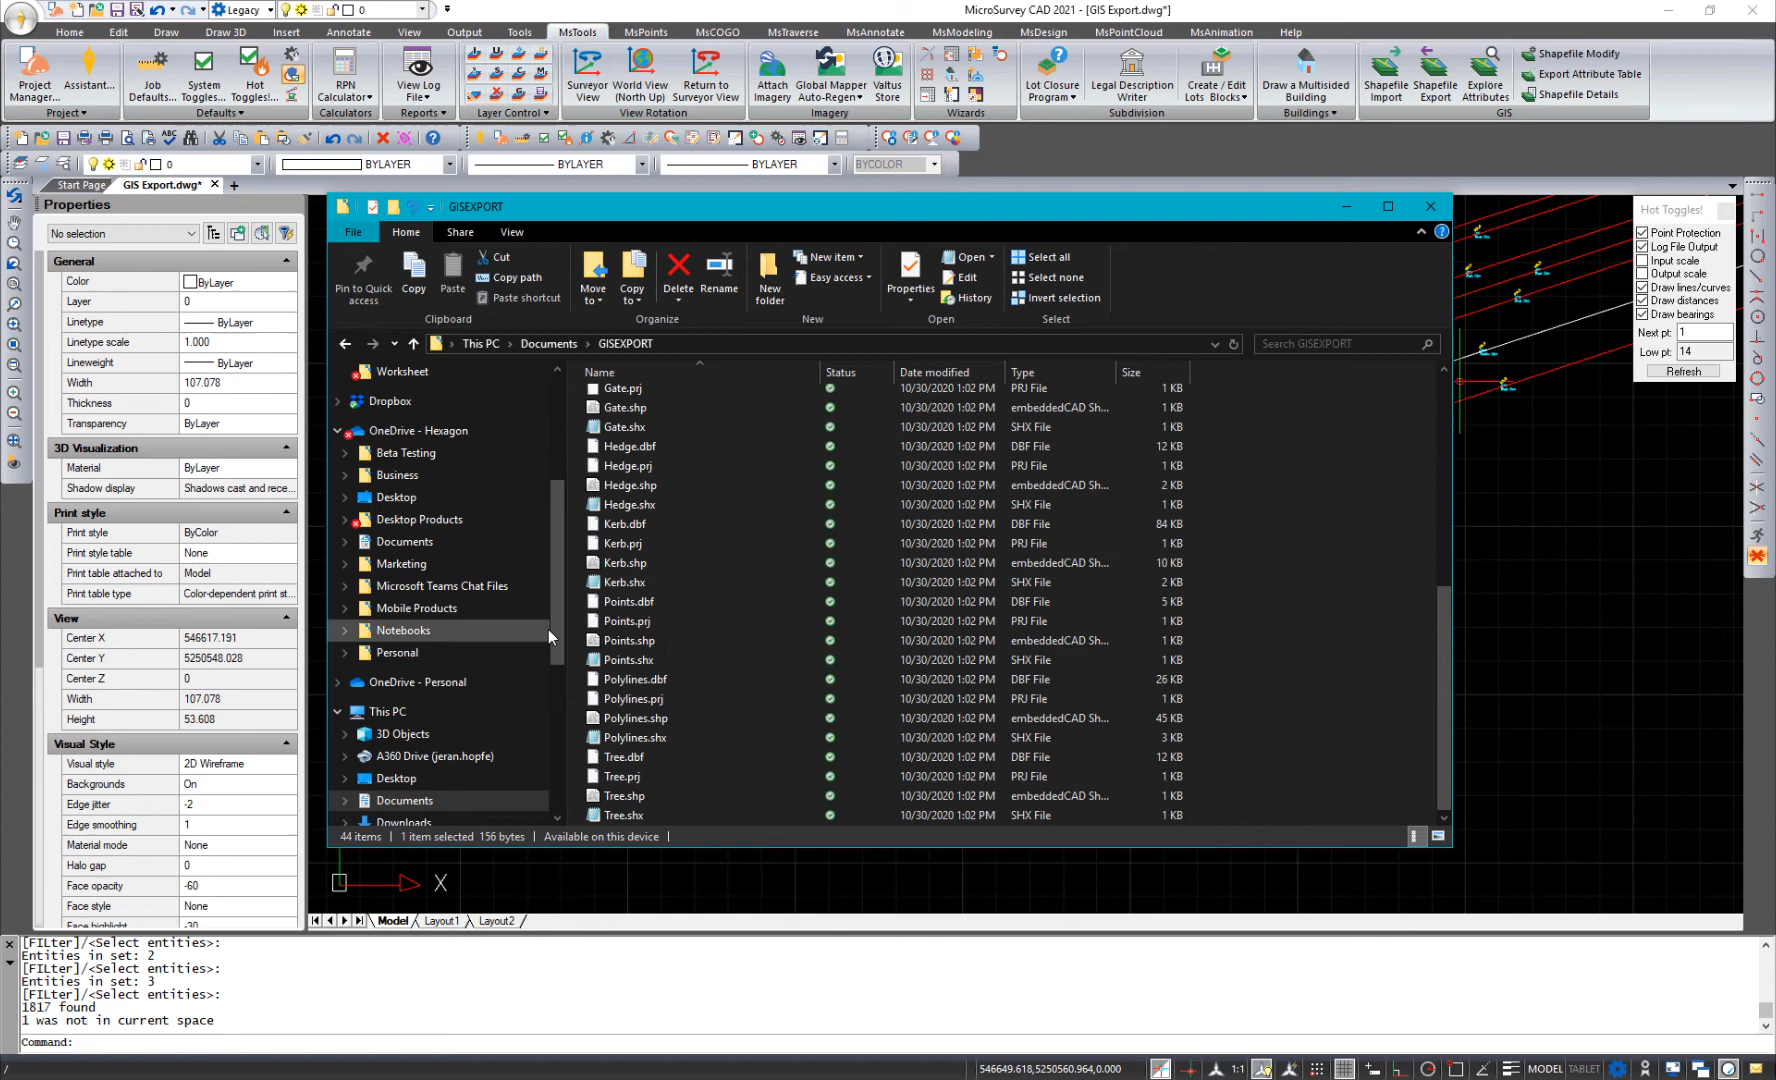 Legacy
0
MicroSurvey CAD 2021 - [GIS Export.dwg*]
Home Edit Draw Draw 3D Insert Annotate View Output Tools MsTools MsPoints MsCOGO MsTraverse MsAnnotate MsModeling MsDesign MsPointCloud MsAnimation Help
Project Manager... Assistant... Job Defaults... System Toggles... Hot Toggles!... RPN Calculator View Log File Surveyor View World View (North Up) Return to Surveyor View Attach Imagery Global Mapper Auto-Regen Valtus Store Lot Closure Program Legal Description Writer Create / Edit Lots Blocks Draw a Multisided Building Shapefile Import Shapefile Export Explore Attributes
Shapefile Modify
Export Attribute Table
Shapefile Details
Project Defaults Calculators Reports Layer Control View Rotation Imagery Wizards Subdivision Buildings GIS
0 BYLAYER BYLAYER BYLAYER BYCOLOR
Start Page GIS Export.dwg*
Properties
No selection
General
Color ByLayer
Layer 0
Linetype ByLayer
Linetype scale 1.000
Lineweight ByLayer
Width 107.078
Thickness 0
Transparency ByLayer
3D Visualization
Material ByLayer
Shadow display Shadows cast and rece...
Print style
Print style ByColor
Print style table None
Print table attached to Model
Print table type Color-dependent print st...
View
Center X 546617.191
Center Y 5250548.028
Center Z 0
Width 107.078
Height 53.608
Visual Style
Visual style 2D Wireframe
Backgrounds On
Edge jitter -2
Edge smoothing 1
Material mode None
Halo gap 0
Face opacity -60
Face style None
Face highlight -30
GISEXPORT
File Home Share View
Pin to Quick access Copy Paste
Cut
Copy path
Paste shortcut
Move to Copy to Delete Rename New folder
New item
Easy access
Properties
Open
Edit
History
Select all
Select none
Invert selection
Clipboard Organize New Open Select
This PC > Documents > GISEXPORT
Search GISEXPORT
Worksheet
Dropbox
OneDrive - Hexagon
Beta Testing
Business
Desktop
Desktop Products
Documents
Marketing
Microsoft Teams Chat Files
Mobile Products
Notebooks
Personal
OneDrive - Personal
This PC
3D Objects
A360 Drive (jeran.hopfe)
Desktop
Documents
Downloads
Name Status Date modified Type Size
Gate.prj 10/30/2020 1:02 PM PRJ File 1 KB
Gate.shp 10/30/2020 1:02 PM embeddedCAD Sh... 1 KB
Gate.shx 10/30/2020 1:02 PM SHX File 1 KB
Hedge.dbf 10/30/2020 1:02 PM DBF File 12 KB
Hedge.prj 10/30/2020 1:02 PM PRJ File 1 KB
Hedge.shp 10/30/2020 1:02 PM embeddedCAD Sh... 2 KB
Hedge.shx 10/30/2020 1:02 PM SHX File 1 KB
Kerb.dbf 10/30/2020 1:02 PM DBF File 84 KB
Kerb.prj 10/30/2020 1:02 PM PRJ File 1 KB
Kerb.shp 10/30/2020 1:02 PM embeddedCAD Sh... 10 KB
Kerb.shx 10/30/2020 1:02 PM SHX File 2 KB
Points.dbf 10/30/2020 1:02 PM DBF File 5 KB
Points.prj 10/30/2020 1:02 PM PRJ File 1 KB
Points.shp 10/30/2020 1:02 PM embeddedCAD Sh... 1 KB
Points.shx 10/30/2020 1:02 PM SHX File 1 KB
Polylines.dbf 10/30/2020 1:02 PM DBF File 26 KB
Polylines.prj 10/30/2020 1:02 PM PRJ File 1 KB
Polylines.shp 10/30/2020 1:02 PM embeddedCAD Sh... 45 KB
Polylines.shx 10/30/2020 1:02 PM SHX File 3 KB
Tree.dbf 10/30/2020 1:02 PM DBF File 12 KB
Tree.prj 10/30/2020 1:02 PM PRJ File 1 KB
Tree.shp 10/30/2020 1:02 PM embeddedCAD Sh... 1 KB
Tree.shx 10/30/2020 1:02 PM SHX File 1 KB
44 items 1 item selected 156 bytes Available on this device
Hot Toggles!
Point Protection
Log File Output
Input scale
Output scale
Draw lines/curves
Draw distances
Draw bearings
Next pt: 1
Low pt: 14
Refresh
X
Model Layout1 Layout2
[FILter]/<Select entities>:
Entities in set: 2
[FILter]/<Select entities>:
Entities in set: 3
[FILter]/<Select entities>:
1817 found
1 was not in current space
Command:
/
546649.618,5250560.964,0.000 1:1 MODEL TABLET